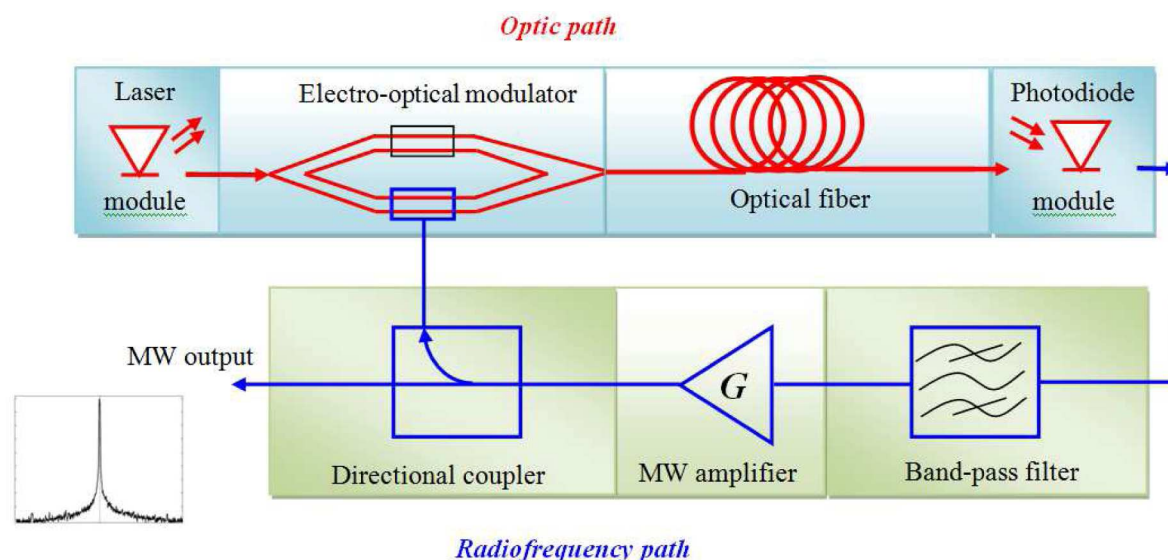 Optic path
Laser
module
Electro-optical modulator
Optical fiber
Photodiode
module
MW output
Directional coupler
G
MW amplifier
Band-pass filter
Radiofrequency path